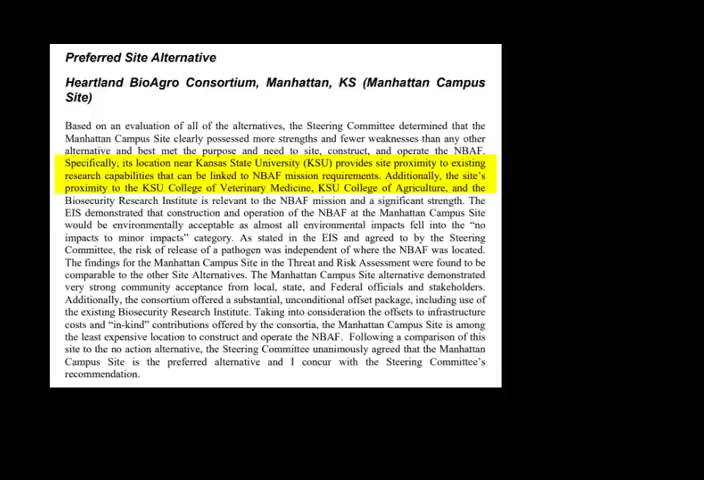 Preferred Site Alternative
Heartland BioAgro Consortium, Manhattan, KS (Manhattan Campus
Site)
Based on an evaluation of all of the alternatives, the Steering Committee determined that the
Manhattan Campus Site clearly possessed more strengths and fewer weaknesses than any other
alternative and best met the purpose and need to site, construct, and operate the NBAF.
Specifically, its location near Kansas State University (KSU) provides site proximity to existing
research capabilities that can be linked to NBAF mission requirements. Additionally, the site's
proximity to the KSU College of Veterinary Medicine, KSU College of Agriculture, and the
Biosecurity Research Institute is relevant to the NBAF mission and a significant strength. The
EIS demonstrated that construction and operation of the NBAF at the Manhattan Campus Site
would be environmentally acceptable as almost all environmental impacts fell into the “no
impacts to minor impacts” category. As stated in the EIS and agreed to by the Steering
Committee, the risk of release of a pathogen was independent of where the NBAF was located.
The findings for the Manhattan Campus Site in the Threat and Risk Assessment were found to be
comparable to the other Site Alternatives. The Manhattan Campus Site alternative demonstrated
very strong community acceptance from local, state, and Federal officials and stakeholders.
Additionally, the consortium offered a substantial, unconditional offset package, including use of
the existing Biosecurity Research Institute. Taking into consideration the offsets to infrastructure
costs and “in-kind” contributions offered by the consortia, the Manhattan Campus Site is among
the least expensive location to construct and operate the NBAF. Following a comparison of this
site to the no action alternative, the Steering Committee unanimously agreed that the Manhattan
Campus Site is the preferred alternative and I concur with the Steering Committee's
recommendation.